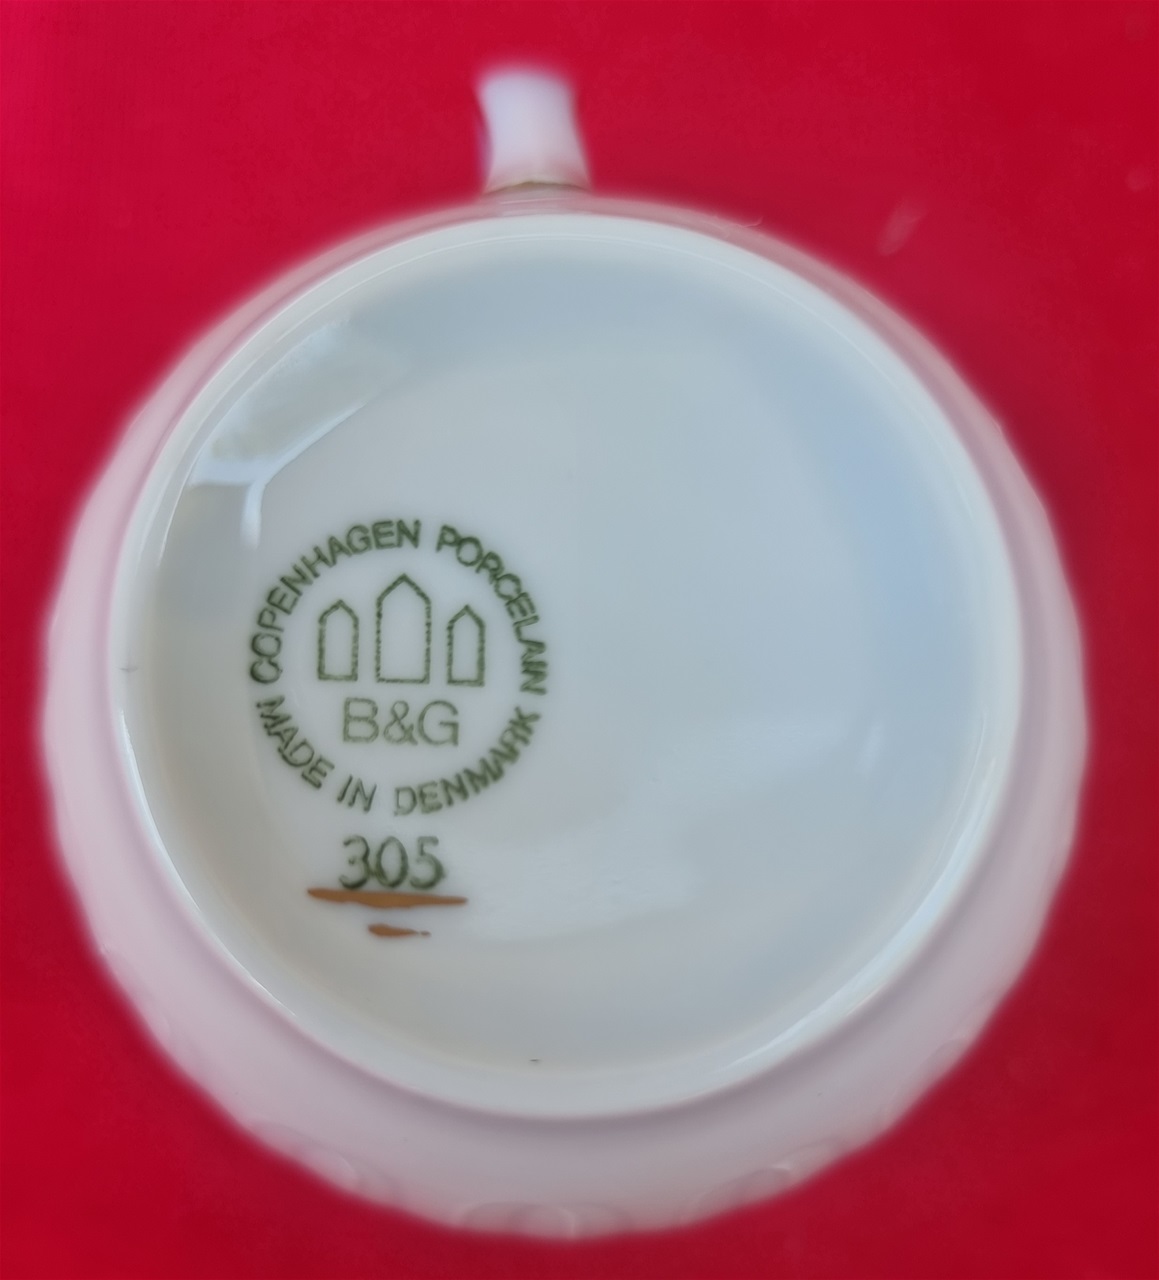 COPENHAGEN PORCELAIN
B&G
MADE IN DENMARK
305